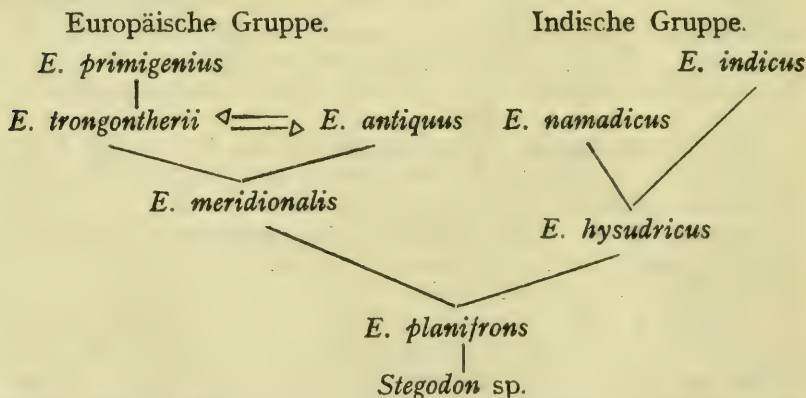 Europäische Gruppe. Indische Gruppe.
E. primigenius E. indicus
E. trongontherii E. antiquus E. namadicus
E. meridionalis
E. hysudricus
E. planifrons
Stegodon sp.